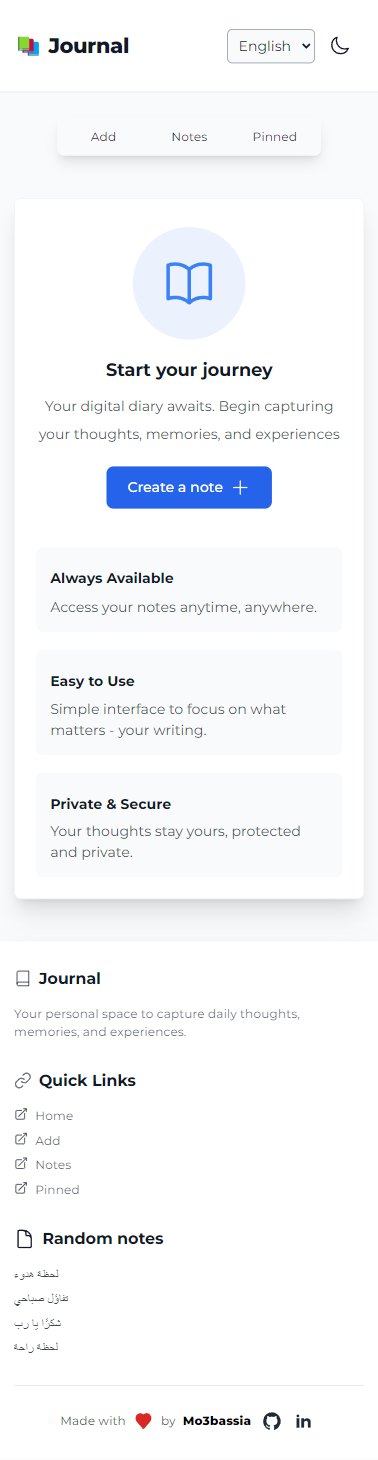 Journal
English
Add
Notes
Pinned
Start your journey
Your digital diary awaits. Begin capturing
your thoughts, memories, and experiences
Create a note
Always Available
Access your notes anytime, anywhere.
Easy to Use
Simple interface to focus on what
matters - your writing.
Private & Secure
Your thoughts stay yours, protected
and private.
Journal
Your personal space to capture daily thoughts,
memories, and experiences.
Quick Links
Home
Add
Notes
Pinned
Random notes
لحظة هدوء
تفاؤل صباحي
شكرًا يا رب
لحظة راحة
Made with by Mo3bassia